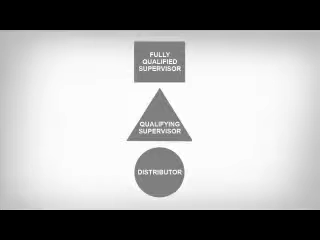 FULLY
QUALIFIED
SUPERVISOR
QUALIFYING
SUPERVISOR
DISTRIBUTOR